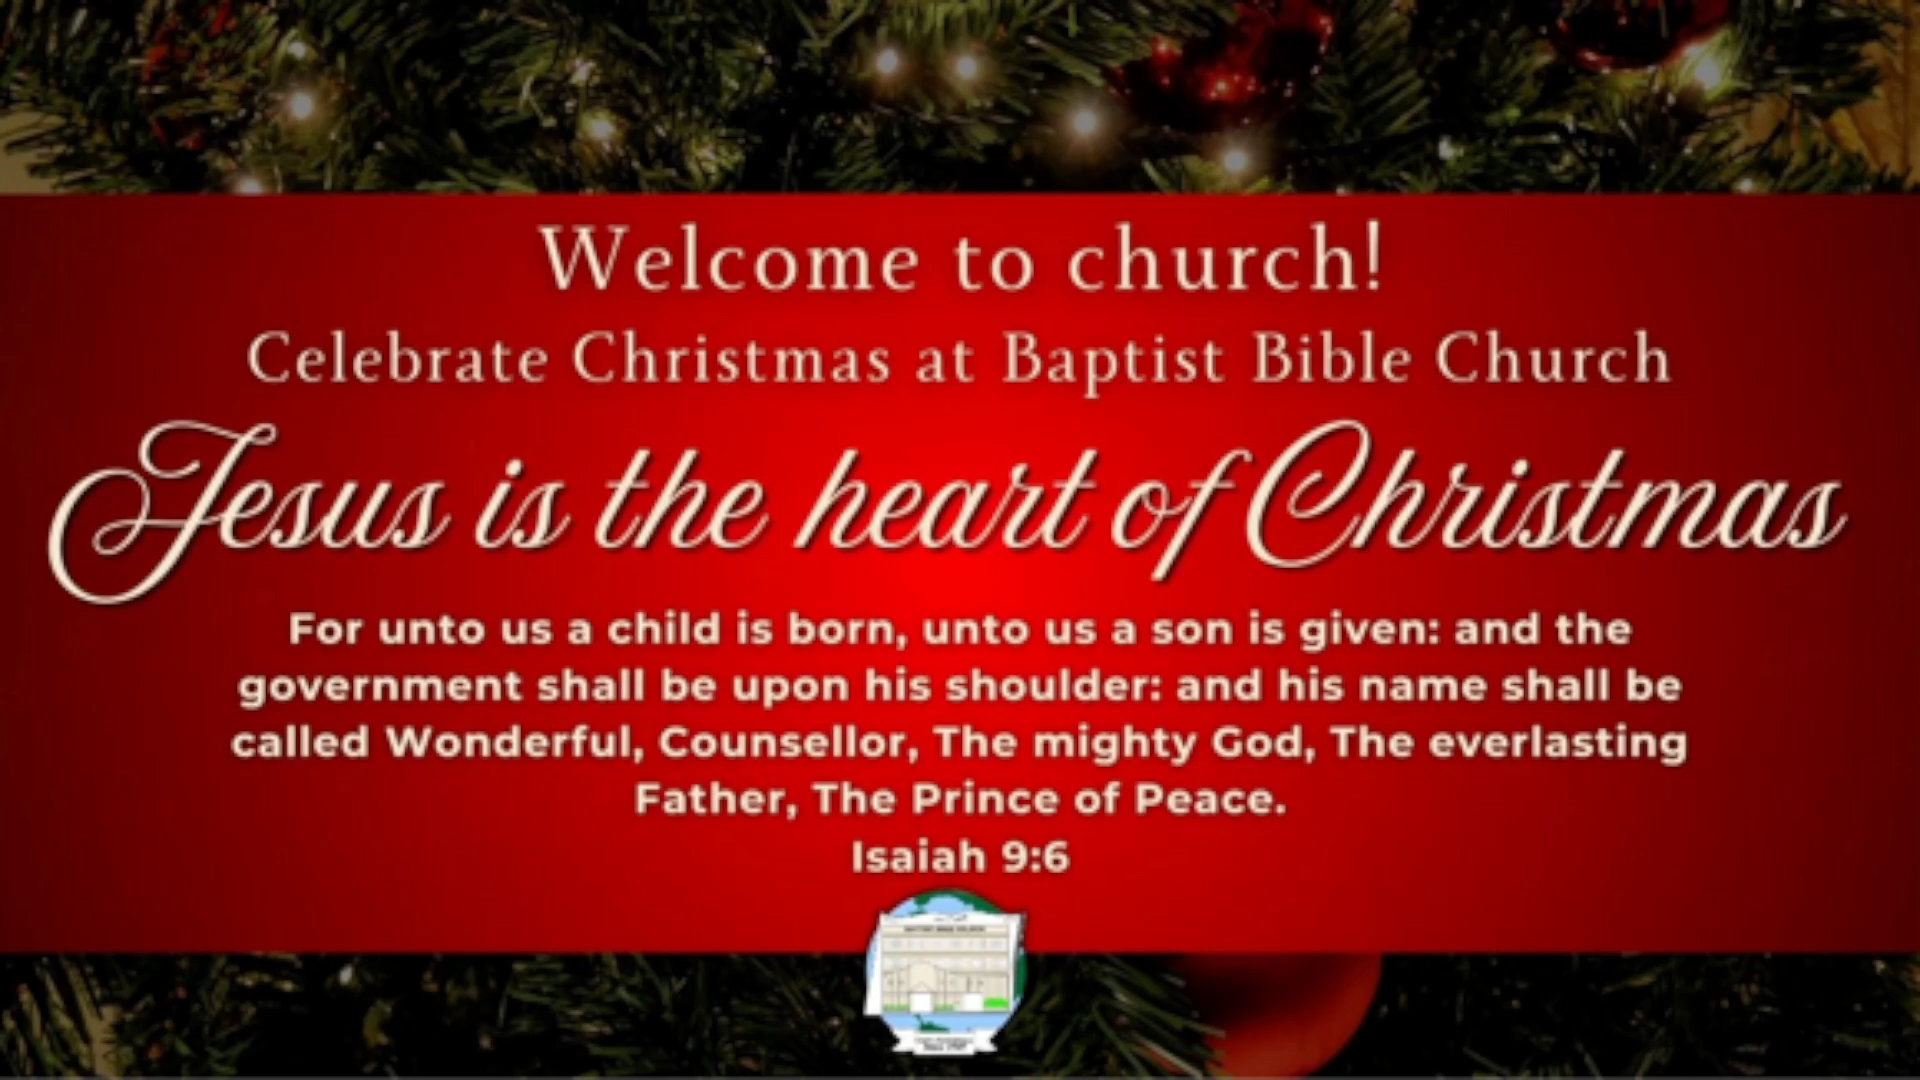 Welcome to church!
Celebrate Christmas at Baptist Bible Church
Jesus is the heart of Christmas
For unto us a child is born, unto us a son is given: and the
government shall be upon his shoulder: and his name shall be
called Wonderful, Counsellor, The mighty God, The everlasting
Father, The Prince of Peace.
Isaiah 9:6